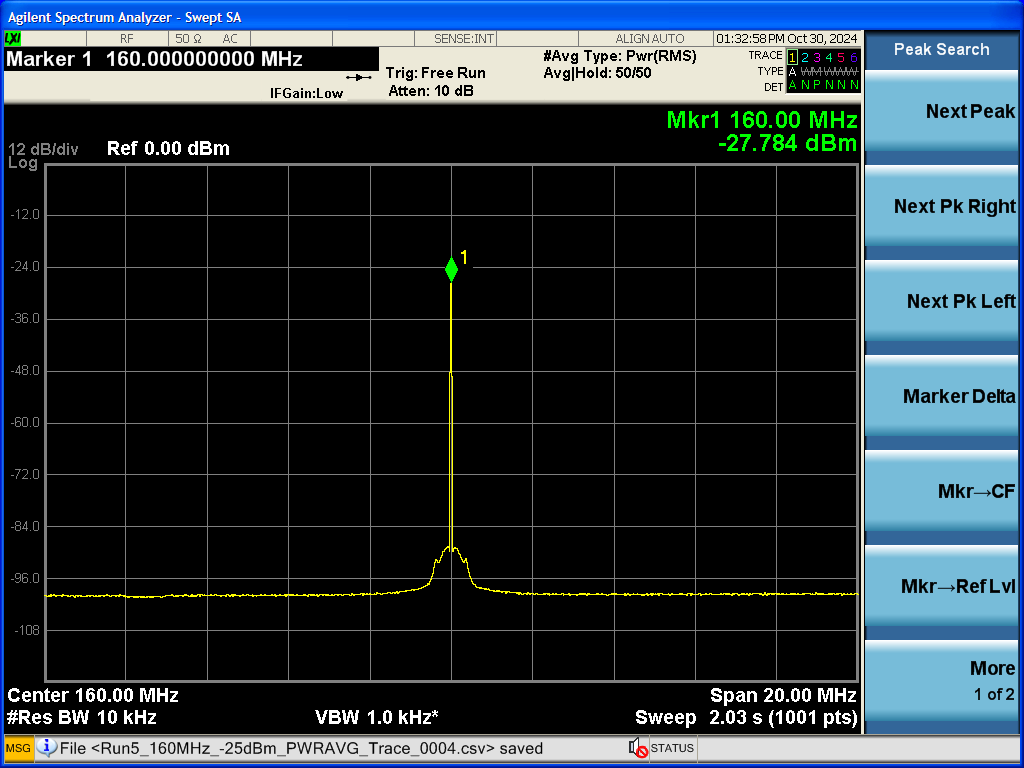 Agilent Spectrum Analyzer - Swept SA
LXI RF 50 Ω AC SENSE:INT ALIGN AUTO 01:32:58 PM Oct 30, 2024
Marker 1 160.000000000 MHz
#Avg Type: Pwr(RMS)
TRACE 1 2 3 4 5 6
Trig: Free Run
Avg|Hold: 50/50
TYPE A WWWWWW
IFGain:Low
Atten: 10 dB
DET A N P N N N
Mkr1 160.00 MHz
-27.784 dBm
12 dB/div
Log
Ref 0.00 dBm
1
-12.0
-24.0
-36.0
-48.0
-60.0
-72.0
-84.0
-96.0
-108
Center 160.00 MHz
Span 20.00 MHz
#Res BW 10 kHz
VBW 1.0 kHz*
Sweep 2.03 s (1001 pts)
MSG
File <Run5_160MHz_-25dBm_PWRAVG_Trace_0004.csv> saved
STATUS
Peak Search
Next Peak
Next Pk Right
Next Pk Left
Marker Delta
Mkr→CF
Mkr→Ref Lvl
More
1 of 2